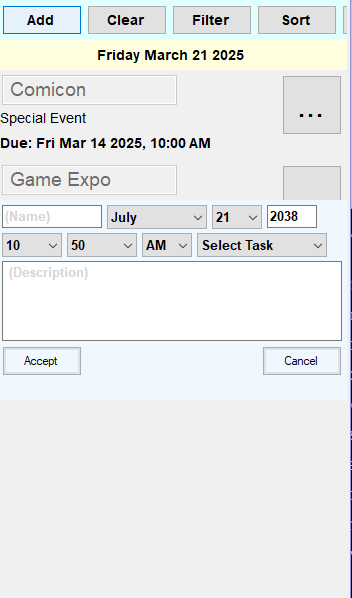 Add Clear Filter Sort
Friday March 21 2025
Comicon
...
Special Event
Due: Fri Mar 14 2025, 10:00 AM
Game Expo
(Name) July 21 2038
10 50 AM Select Task
(Description)
Accept Cancel